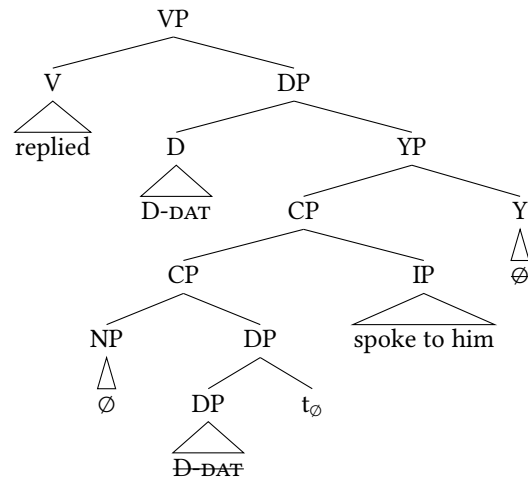 VP
V DP
replied D YP
D-DAT CP Y
CP IP ∅
NP DP spoke to him
∅ DP t∅
D-DAT